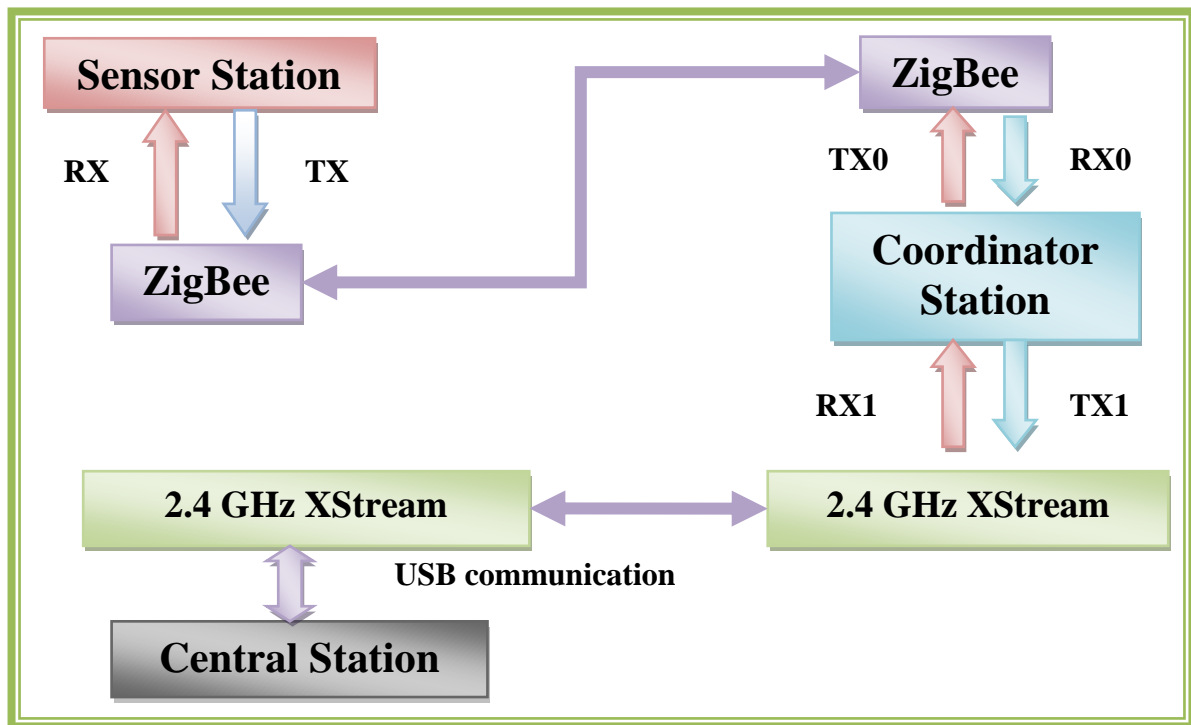 Sensor Station
ZigBee
RX
TX
TX0
RX0
ZigBee
Coordinator
Station
RX1
TX1
2.4 GHz XStream
2.4 GHz XStream
USB communication
Central Station